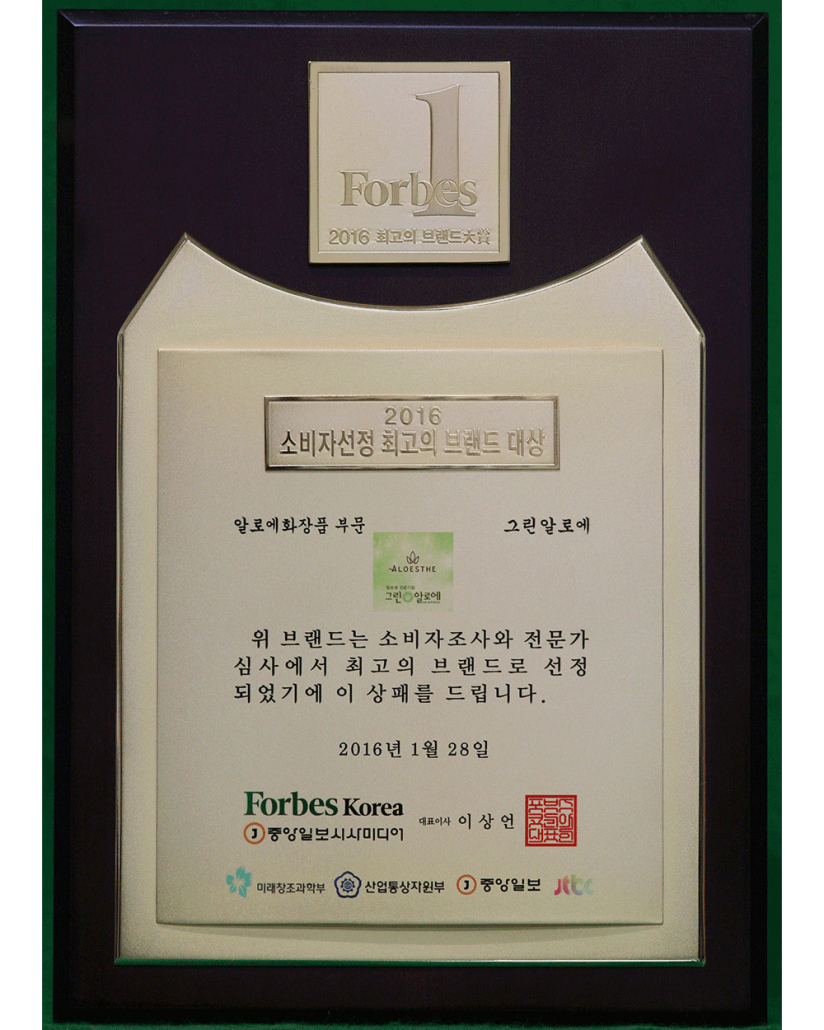 Forbes 1
2016 최고의 브랜드大賞
2016
소비자선정 최고의 브랜드 대상
알로에화장품 부문 그린알로에
ALOESTHE
그린알로에
위 브랜드는 소비자조사와 전문가
심사에서 최고의 브랜드로 선정
되었기에 이 상패를 드립니다.
2016년 1월 28일
Forbes Korea
중앙일보시사미디어 대표이사 이상언
미래창조과학부 산업통상자원부 중앙일보 jtbc